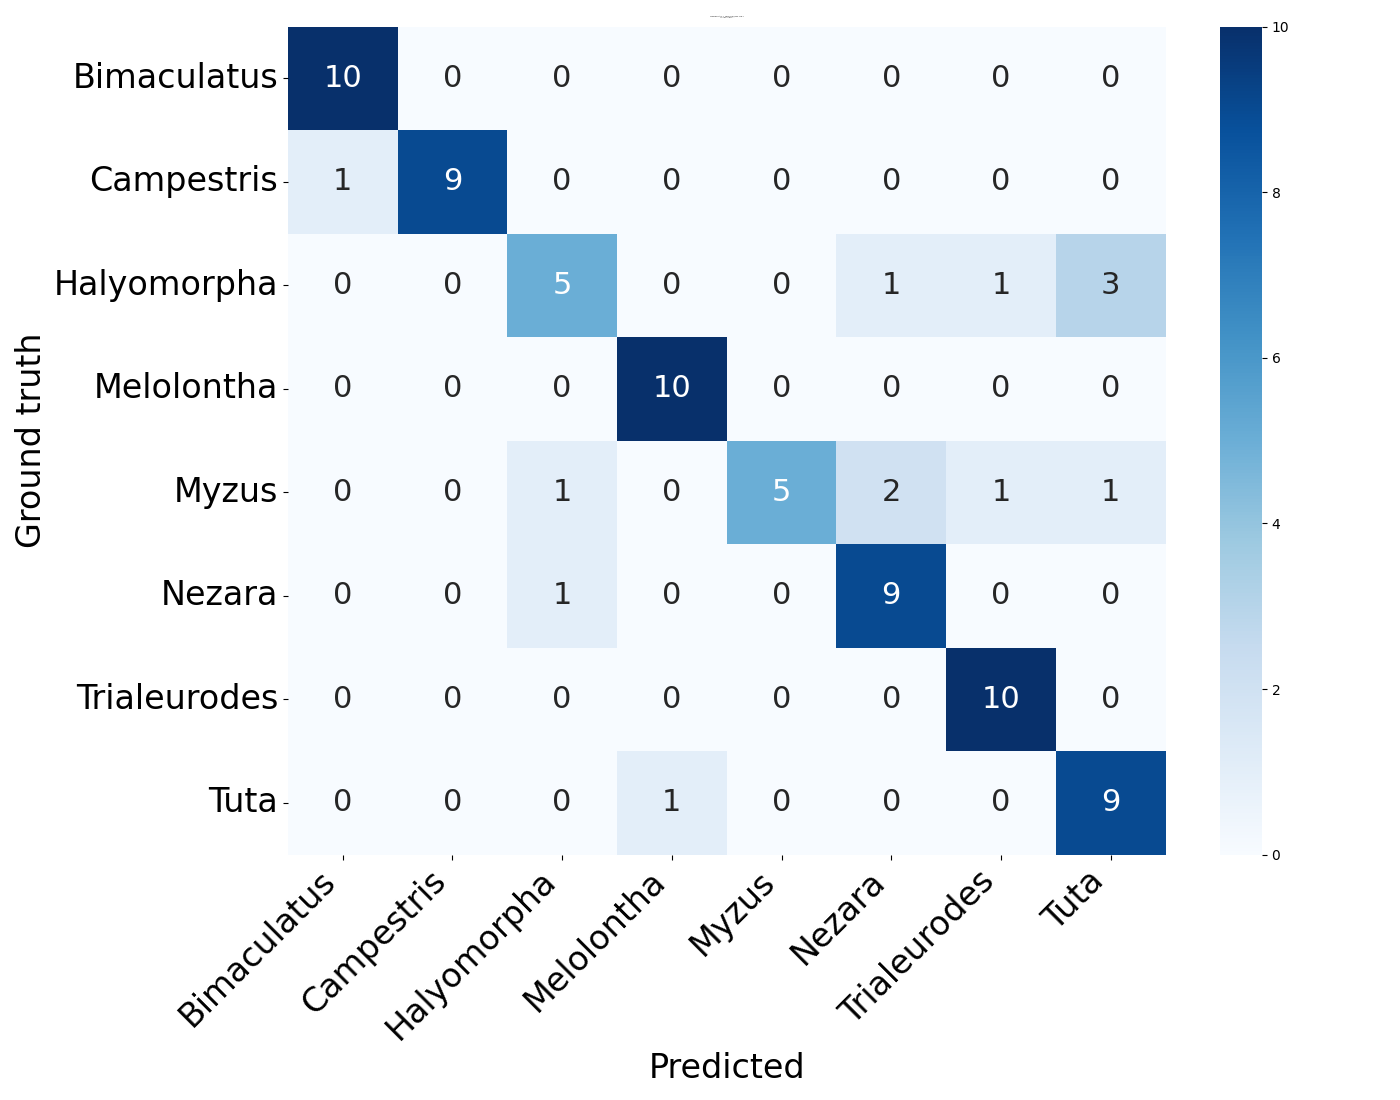 Bimaculatus 10 0 0 0 0 0 0 0
Campestris 1 9 0 0 0 0 0 0
Halyomorpha 0 0 5 0 0 1 1 3
Melolontha 0 0 0 10 0 0 0 0
Myzus 0 0 1 0 5 2 1 1
Nezara 0 0 1 0 0 9 0 0
Trialeurodes 0 0 0 0 0 0 10 0
Tuta 0 0 0 1 0 0 0 9
Ground truth
Bimaculatus Campestris Halyomorpha Melolontha Myzus Nezara Trialeurodes Tuta
Predicted
10
8
6
4
2
0